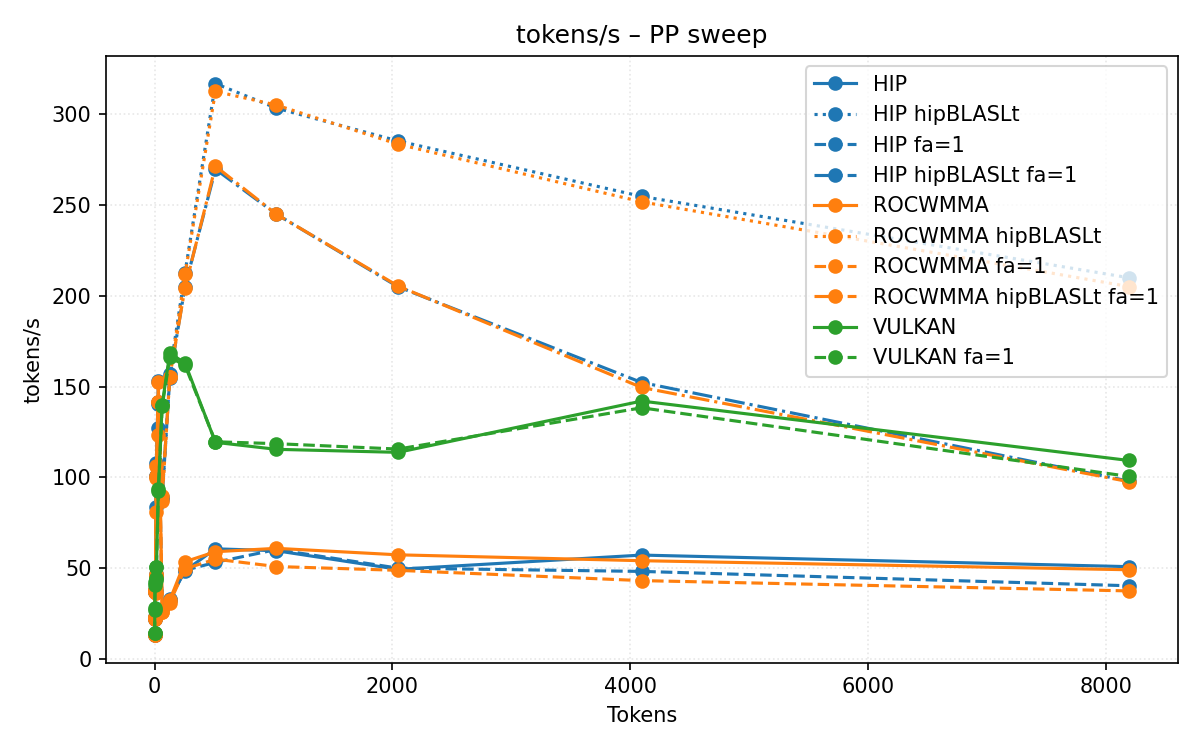 tokens/s – PP sweep
tokens/s
300
250
200
150
100
50
0
0 2000 4000 6000 8000
Tokens
HIP
HIP hipBLASLt
HIP fa=1
HIP hipBLASLt fa=1
ROCWMMA
ROCWMMA hipBLASLt
ROCWMMA fa=1
ROCWMMA hipBLASLt fa=1
VULKAN
VULKAN fa=1